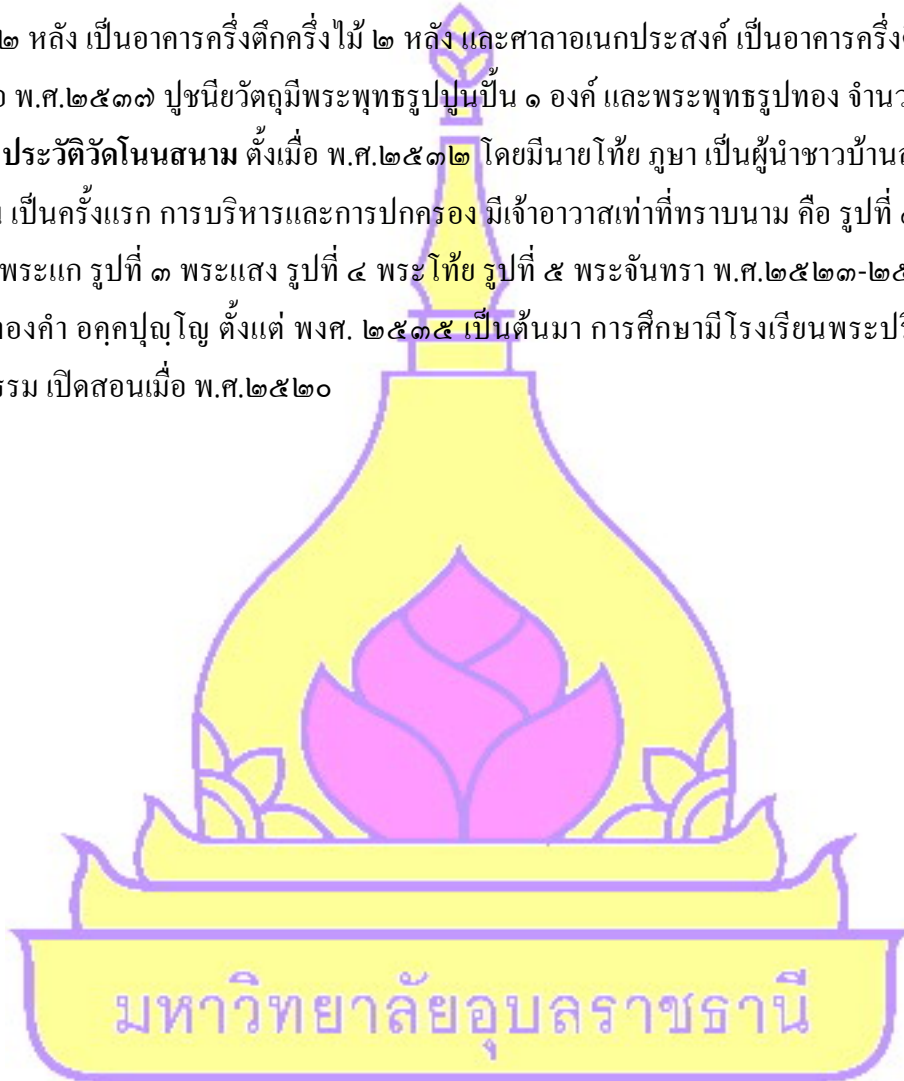 ๒ หลัง เป็นอาคารครึ่งตึกครึ่งไม้ ๒ หลัง และศาลาอเนกประสงค์ เป็นอาคารครึ่ง
พ.ศ.๒๕๓๗ ปูชนียวัตถุมีพระพุทธรูปปูนปั้น ๑ องค์ และพระพุทธรูปทอง
ประวัติวัดโนนสนาม ตั้งเมื่อ พ.ศ.๒๕๓๒ โดยมีนายโท้ย ภูษา เป็นผู้นำชาวบ้าน
เป็นครั้งแรก การบริหารและการปกครอง มีเจ้าอาวาสเท่าที่ทราบนาม คือ รูปที่
พระแก รูปที่ ๓ พระแสง รูปที่ ๔ พระโท้ย รูปที่ ๕ พระจันทรา พ.ศ.๒๕๒๓-๒๕
องคำ อคฺคปุญฺโญ ตั้งแต่ พงศ. ๒๕๓๕ เป็นต้นมา การศึกษามีโรงเรียนพระปริ
รรม เปิดสอนเมื่อ พ.ศ.๒๕๒๐
มหาวิทยาลัยอุบลราชธานี